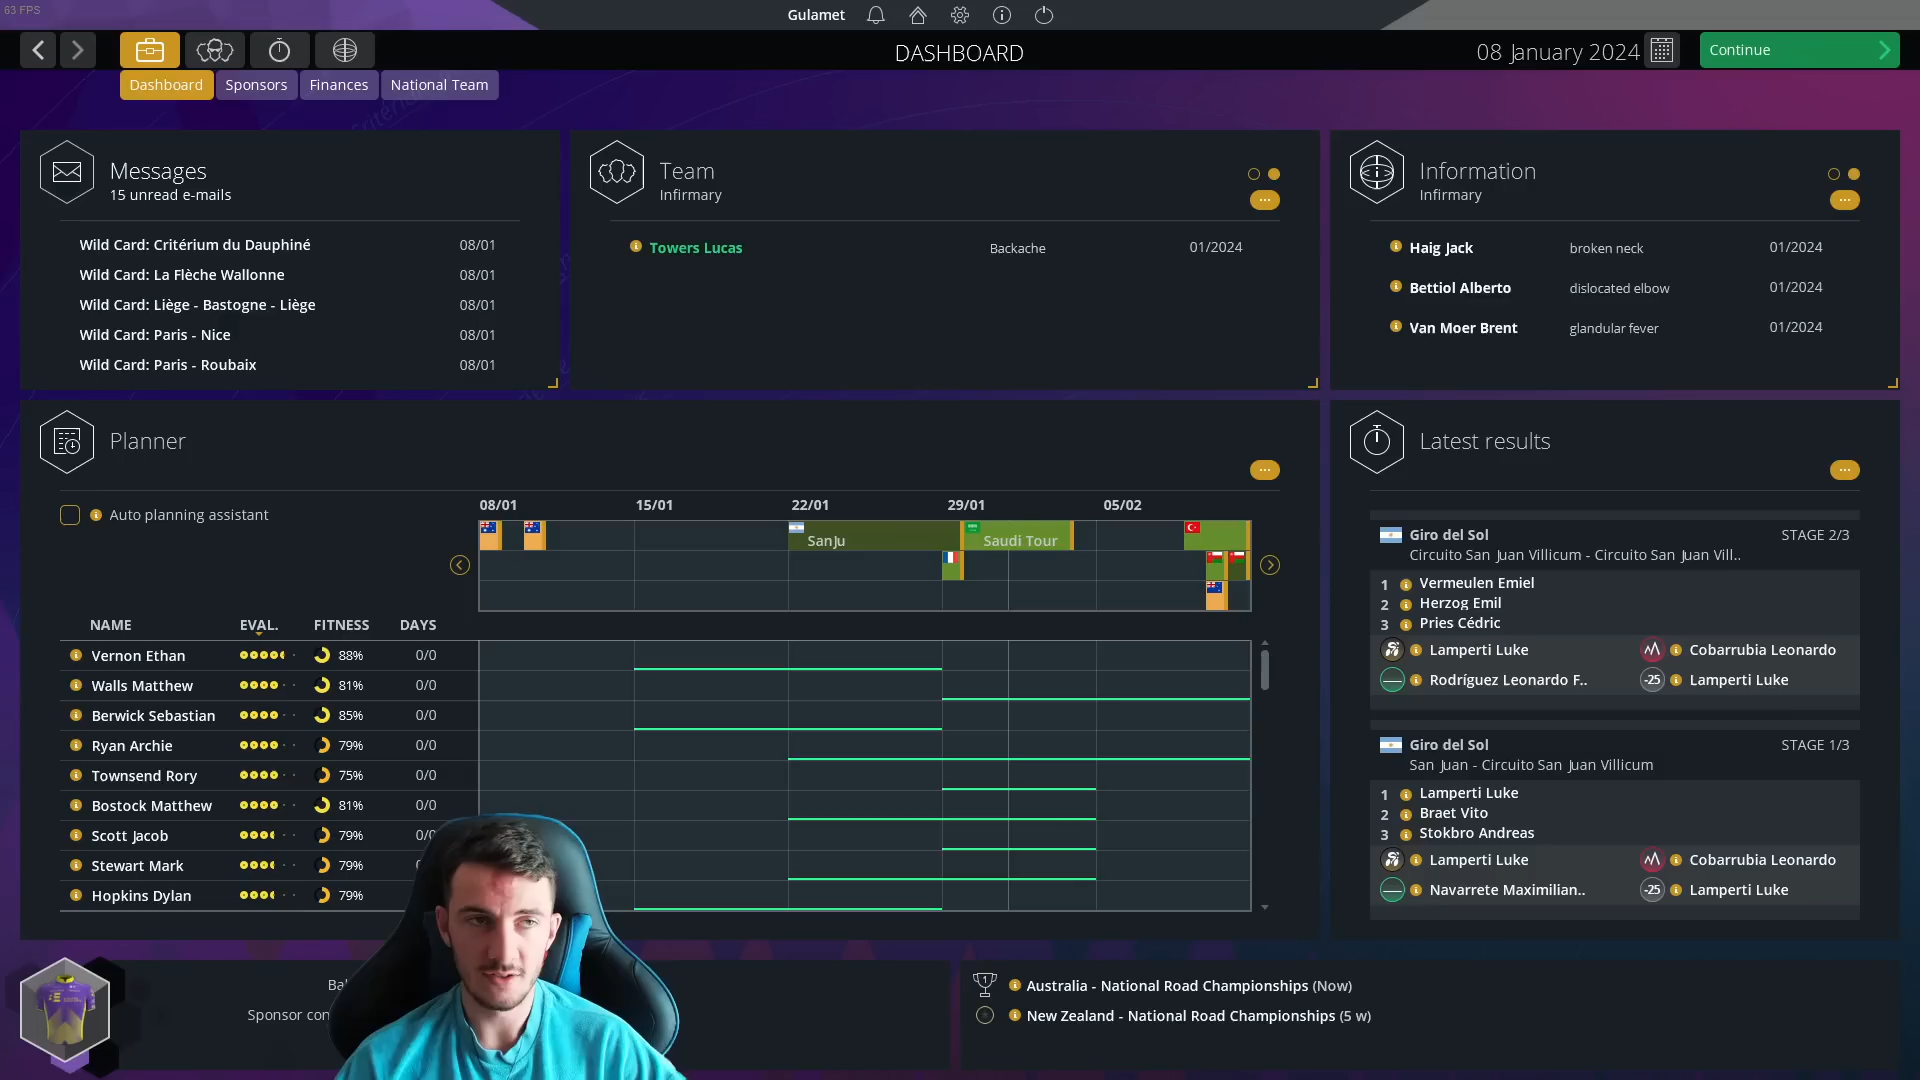 63 FPS
Gulamet
DASHBOARD
08 January 2024
Continue
Dashboard
Sponsors
Finances
National Team
Messages
15 unread e-mails
Wild Card: Critérium du Dauphiné 08/01
Wild Card: La Flèche Wallonne 08/01
Wild Card: Liège - Bastogne - Liège 08/01
Wild Card: Paris - Nice 08/01
Wild Card: Paris - Roubaix 08/01
Team
Infirmary
Towers Lucas Backache 01/2024
Information
Infirmary
Haig Jack broken neck 01/2024
Bettiol Alberto dislocated elbow 01/2024
Van Moer Brent glandular fever 01/2024
Planner
Auto planning assistant
08/01 15/01 22/01 29/01 05/02
SanJu Saudi Tour
NAME EVAL. FITNESS DAYS
Vernon Ethan 88% 0/0
Walls Matthew 81% 0/0
Berwick Sebastian 85% 0/0
Ryan Archie 79% 0/0
Townsend Rory 75% 0/0
Bostock Matthew 81% 0/0
Scott Jacob 79% 0/0
Stewart Mark 79%
Hopkins Dylan 79%
Latest results
Giro del Sol STAGE 2/3
Circuito San Juan Villicum - Circuito San Juan Vill..
1 Vermeulen Emiel
2 Herzog Emil
3 Pries Cédric
Lamperti Luke Cobarrubia Leonardo
Rodríguez Leonardo F.. -25 Lamperti Luke
Giro del Sol STAGE 1/3
San Juan - Circuito San Juan Villicum
1 Lamperti Luke
2 Braet Vito
3 Stokbro Andreas
Lamperti Luke Cobarrubia Leonardo
Navarrete Maximilian.. -25 Lamperti Luke
Sponsor
1 Australia - National Road Championships (Now)
New Zealand - National Road Championships (5 w)